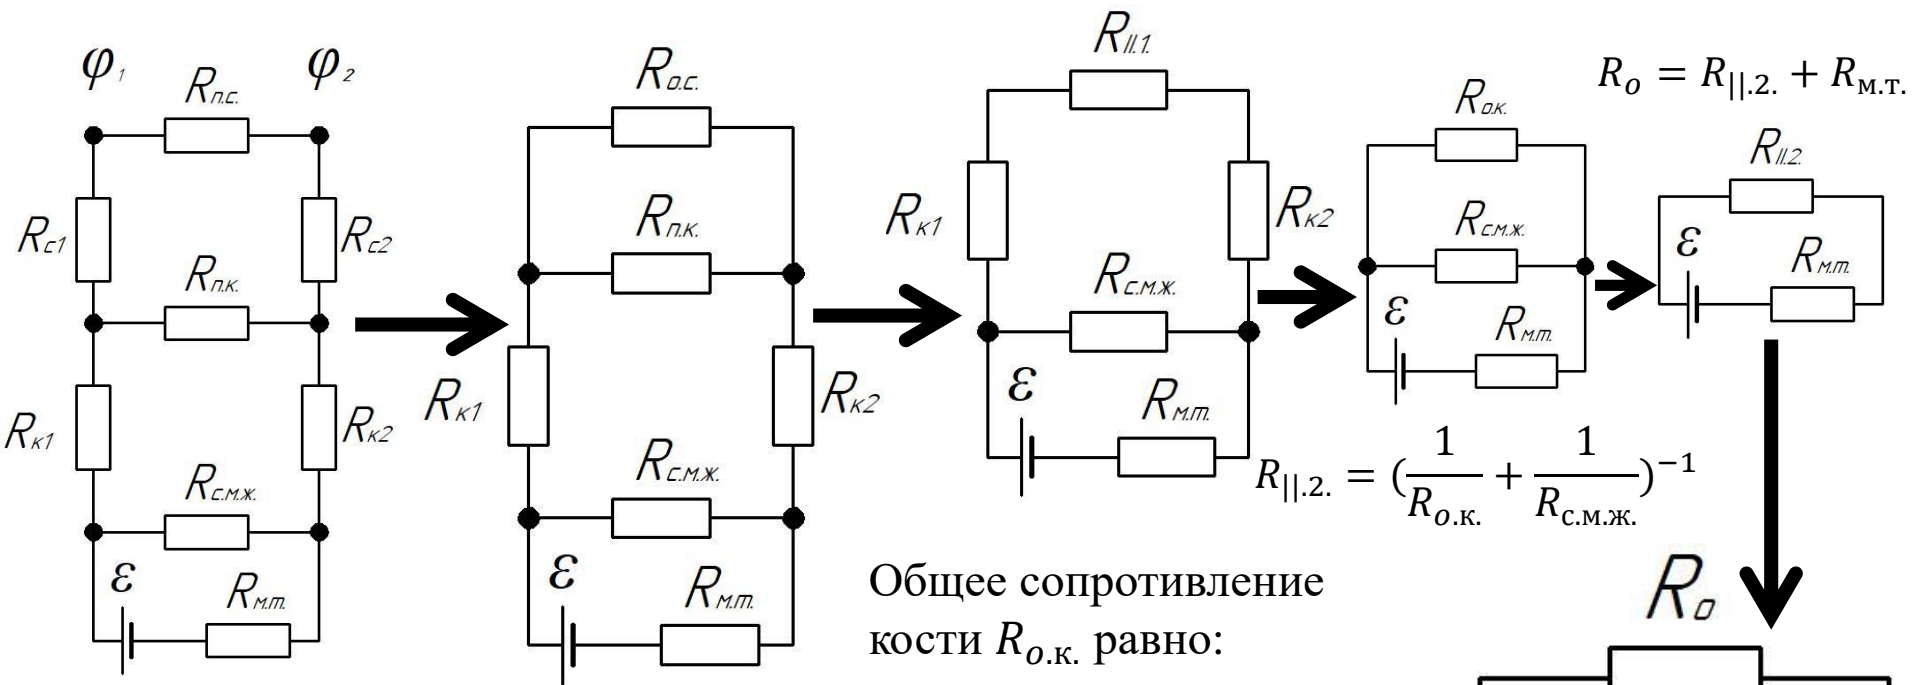 φ₁ φ₂
R_п.с.
R_с1 R_с2
R_п.к.
R_к1 R_к2
R_с.м.ж.
ε
R_м.т.
R_о.с.
R_п.к.
R_к1 R_к2
R_с.м.ж.
ε
R_м.т.
R_||.1.
R_к1 R_к2
R_с.м.ж.
ε
R_м.т.
R_о.к.
R_с.м.ж.
ε
R_м.т.
R_o = R_||.2. + R_м.т.
R_||.2.
ε
R_м.т.
R_||.2. = (1/R_o.к. + 1/R_с.м.ж.)⁻¹
Общее сопротивление
кости R_o.к. равно:
R_o